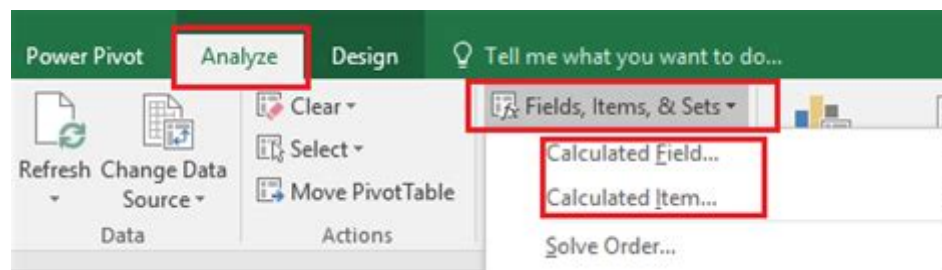 Power Pivot Analyze Design Tell me what you want to do...
Refresh
Change Data
Source
Clear
Select
Move PivotTable
Fields, Items, & Sets
Calculated Field...
Calculated Item...
Solve Order...
Data
Actions